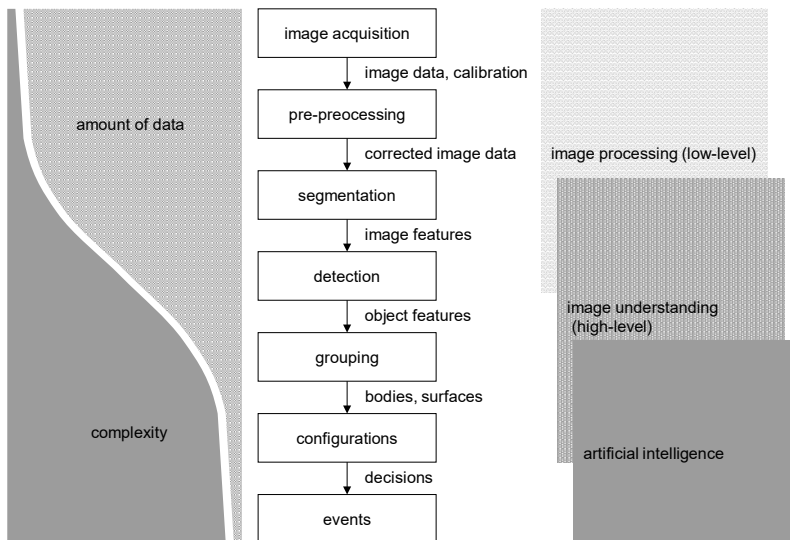 image acquisition
image data, calibration
amount of data
pre-preocessing
corrected image data
image processing (low-level)
segmentation
image features
detection
object features
image understanding
(high-level)
grouping
bodies, surfaces
complexity
configurations
artificial intelligence
decisions
events